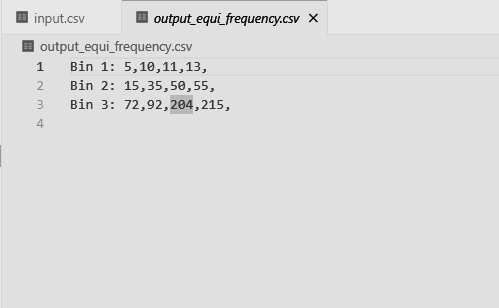 input.csv
output_equi_frequency.csv ×
output_equi_frequency.csv
1 Bin 1: 5,10,11,13,
2 Bin 2: 15,35,50,55,
3 Bin 3: 72,92,204,215,
4